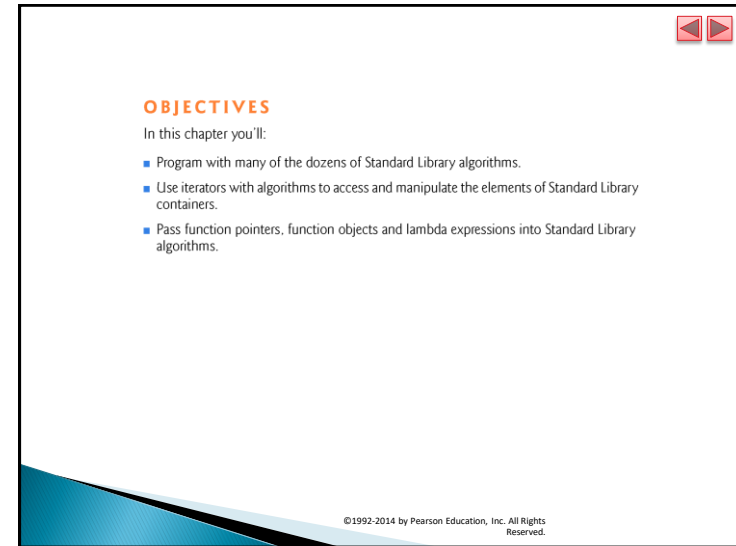 OBJECTIVES
In this chapter you'll:
■ Program with many of the dozens of Standard Library algorithms.
■ Use iterators with algorithms to access and manipulate the elements of Standard Library
containers.
■ Pass function pointers, function objects and lambda expressions into Standard Library
algorithms.
©1992-2014 by Pearson Education, Inc. All Rights
Reserved.